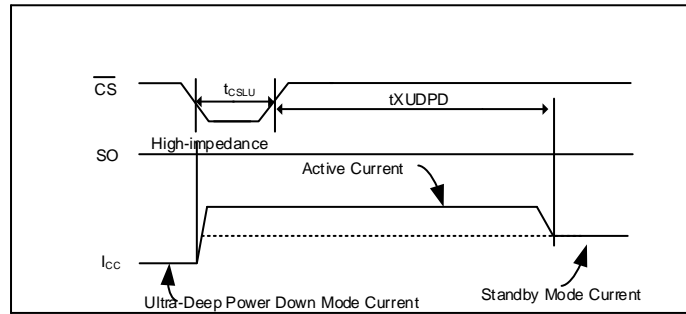 CS
tCSLU
tXUDPD
High-impedance
SO
Active Current
ICC
Ultra-Deep Power Down Mode Current
Standby Mode Current